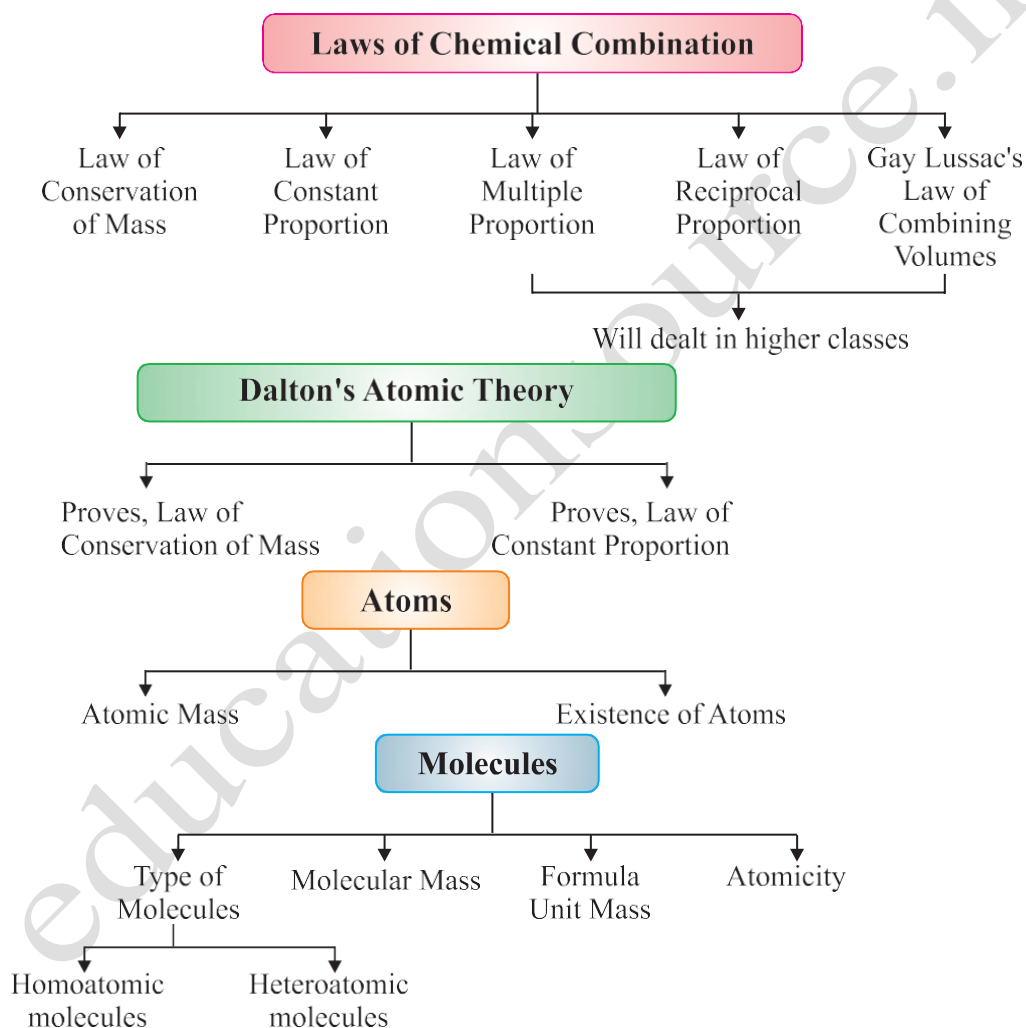 Laws of Chemical Combination
Law of
Conservation
of Mass
Law of
Constant
Proportion
Law of
Multiple
Proportion
Law of
Reciprocal
Proportion
Gay Lussac's
Law of
Combining
Volumes
Will dealt in higher classes
Dalton's Atomic Theory
Proves, Law of
Conservation of Mass
Proves, Law of
Constant Proportion
Atoms
Atomic Mass
Existence of Atoms
Molecules
Type of
Molecules
Molecular Mass
Formula
Unit Mass
Atomicity
Homoatomic
molecules
Heteroatomic
molecules